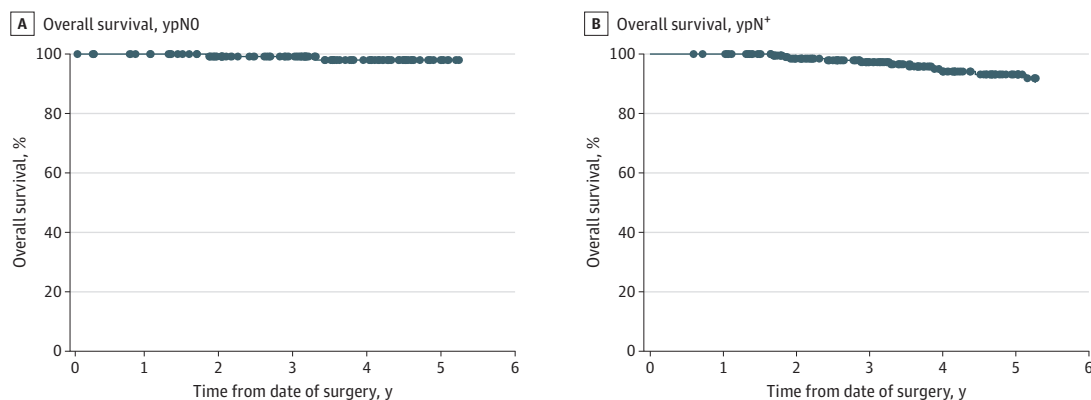 A Overall survival, ypN0
100
80
60
40
20
0
Overall survival, %
0 1 2 3 4 5 6
Time from date of surgery, y
B Overall survival, ypN+
100
80
60
40
20
0
Overall survival, %
0 1 2 3 4 5 6
Time from date of surgery, y